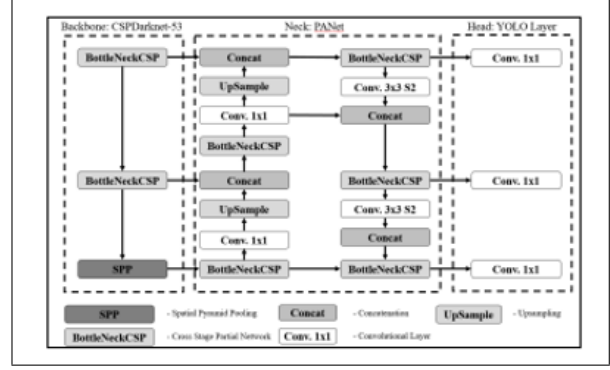 Backbone: CSPDarknet-53 Neck: PANet Head: YOLO Layer
BottleNeckCSP Concat BottleNeckCSP Conv. 1x1
UpSample Conv. 3x3 S2
Conv. 1x1 Concat
BottleNeckCSP
BottleNeckCSP Concat BottleNeckCSP Conv. 1x1
UpSample Conv. 3x3 S2
Conv. 1x1 Concat
SPP BottleNeckCSP BottleNeckCSP Conv. 1x1
SPP - Spatial Pyramid Pooling Concat - Concatenation UpSample - Upsampling
BottleNeckCSP - Cross Stage Partial Network Conv. 1x1 - Convolutional Layer